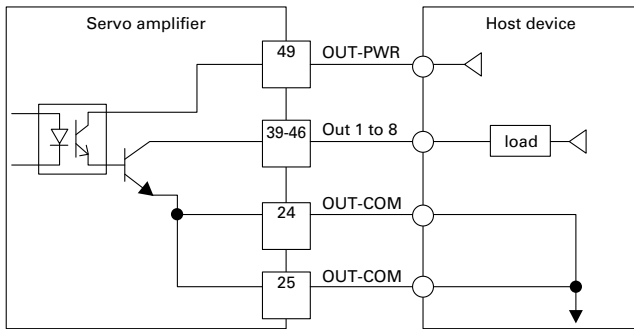 Servo amplifier
Host device
49
OUT-PWR
39-46
Out 1 to 8
load
24
OUT-COM
25
OUT-COM